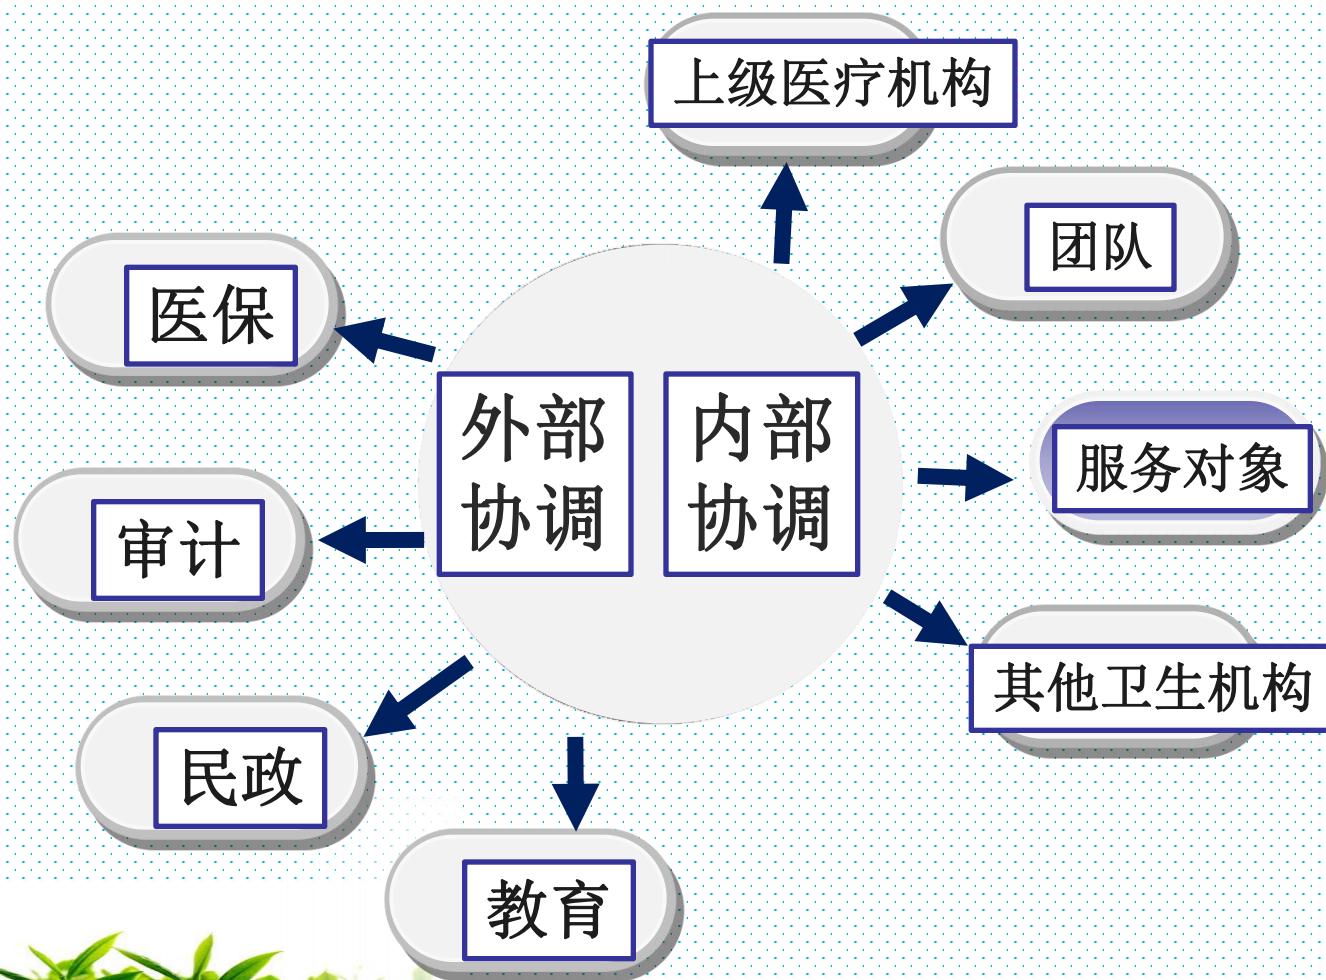 上级医疗机构
团队
医保
外部
协调
内部
协调
服务对象
审计
其他卫生机构
民政
教育